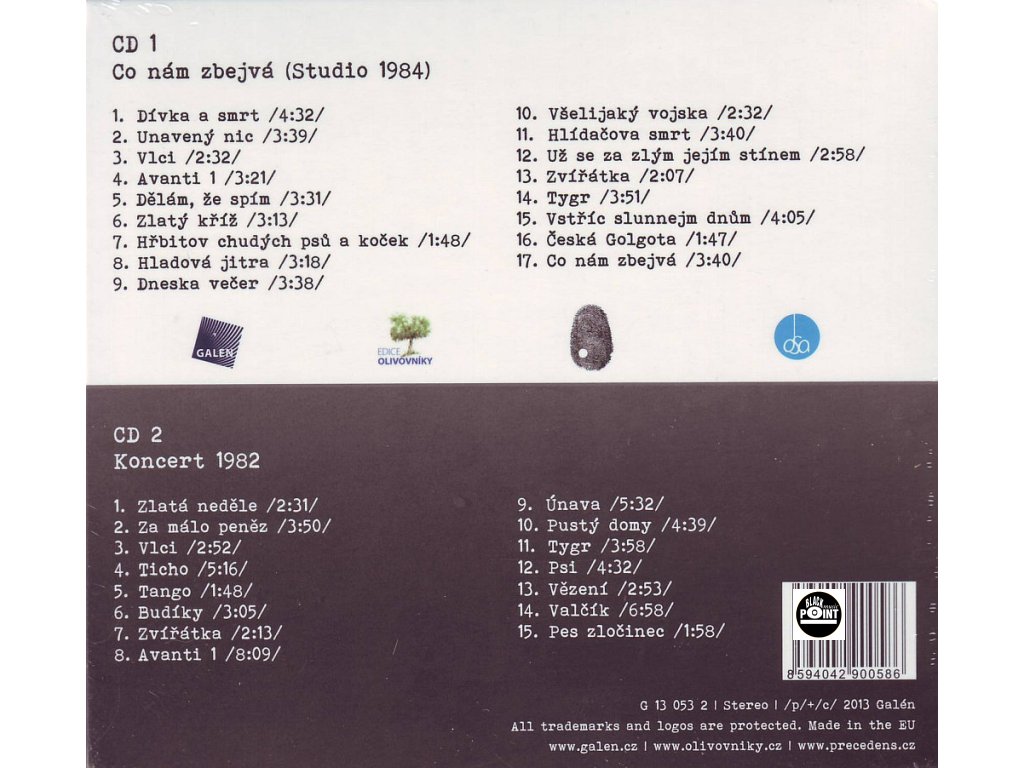 CD 1
Co nám zbejvá (Studio 1984)
1. Dívka a smrt /4:32/
2. Unavený nic /3:39/
3. Vlci /2:32/
4. Avanti 1 /3:21/
5. Dělám, že spím /3:31/
6. Zlatý kříž /3:13/
7. Hřbitov chudých psů a koček /1:48/
8. Hladová jitra /3:18/
9. Dneska večer /3:38/
10. Všelijaký vojska /2:32/
11. Hlídačova smrt /3:40/
12. Už se za zlým jejím stínem /2:58/
13. Zvířátka /2:07/
14. Tygr /3:51/
15. Vstříc slunnejm dnům /4:05/
16. Česká Golgota /1:47/
17. Co nám zbejvá /3:40/
GALÉN
EDICE
OLIVOVNÍKY
osa
CD 2
Koncert 1982
1. Zlatá neděle /2:31/
2. Za málo peněz /3:50/
3. Vlci /2:52/
4. Ticho /5:16/
5. Tango /1:48/
6. Budíky /3:05/
7. Zvířátka /2:13/
8. Avanti 1 /8:09/
9. Únava /5:32/
10. Pustý domy /4:39/
11. Tygr /3:58/
12. Psi /4:32/
13. Vězení /2:53/
14. Valčík /6:58/
15. Pes zločinec /1:58/
BLACK
music
POINT
8594042 900586
G 13 053 2 | Stereo | /p/+/c/ 2013 Galén
All trademarks and logos are protected. Made in the EU
www.galen.cz | www.olivovniky.cz | www.precedens.cz